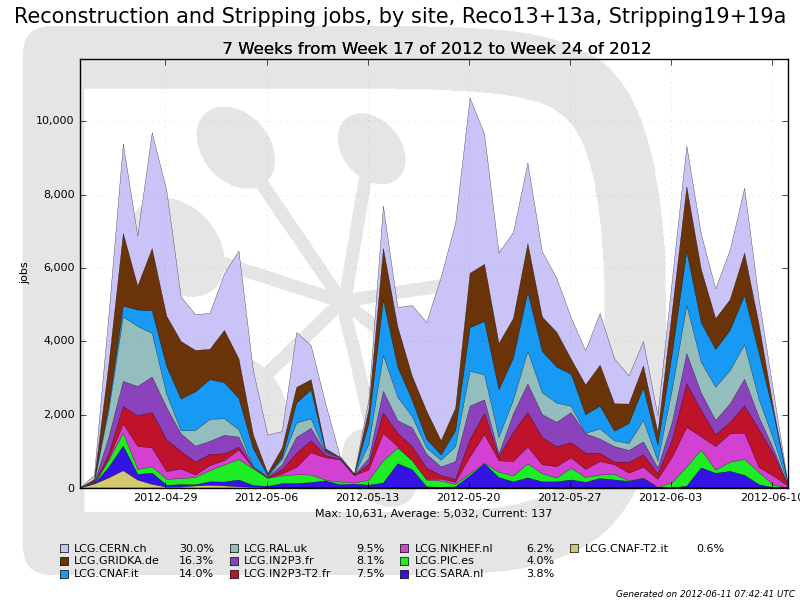 Reconstruction and Stripping jobs, by site, Reco13+13a, Stripping19+19a
7 Weeks from Week 17 of 2012 to Week 24 of 2012
jobs
10,000
8,000
6,000
4,000
2,000
0
2012-04-29 2012-05-06 2012-05-13 2012-05-20 2012-05-27 2012-06-03 2012-06-10
Max: 10,631, Average: 5,032, Current: 137
LCG.CERN.ch 30.0% LCG.RAL.uk 9.5% LCG.NIKHEF.nl 6.2% LCG.CNAF-T2.it 0.6%
LCG.GRIDKA.de 16.3% LCG.IN2P3.fr 8.1% LCG.PIC.es 4.0%
LCG.CNAF.it 14.0% LCG.IN2P3-T2.fr 7.5% LCG.SARA.nl 3.8%
Generated on 2012-06-11 07:42:41 UTC